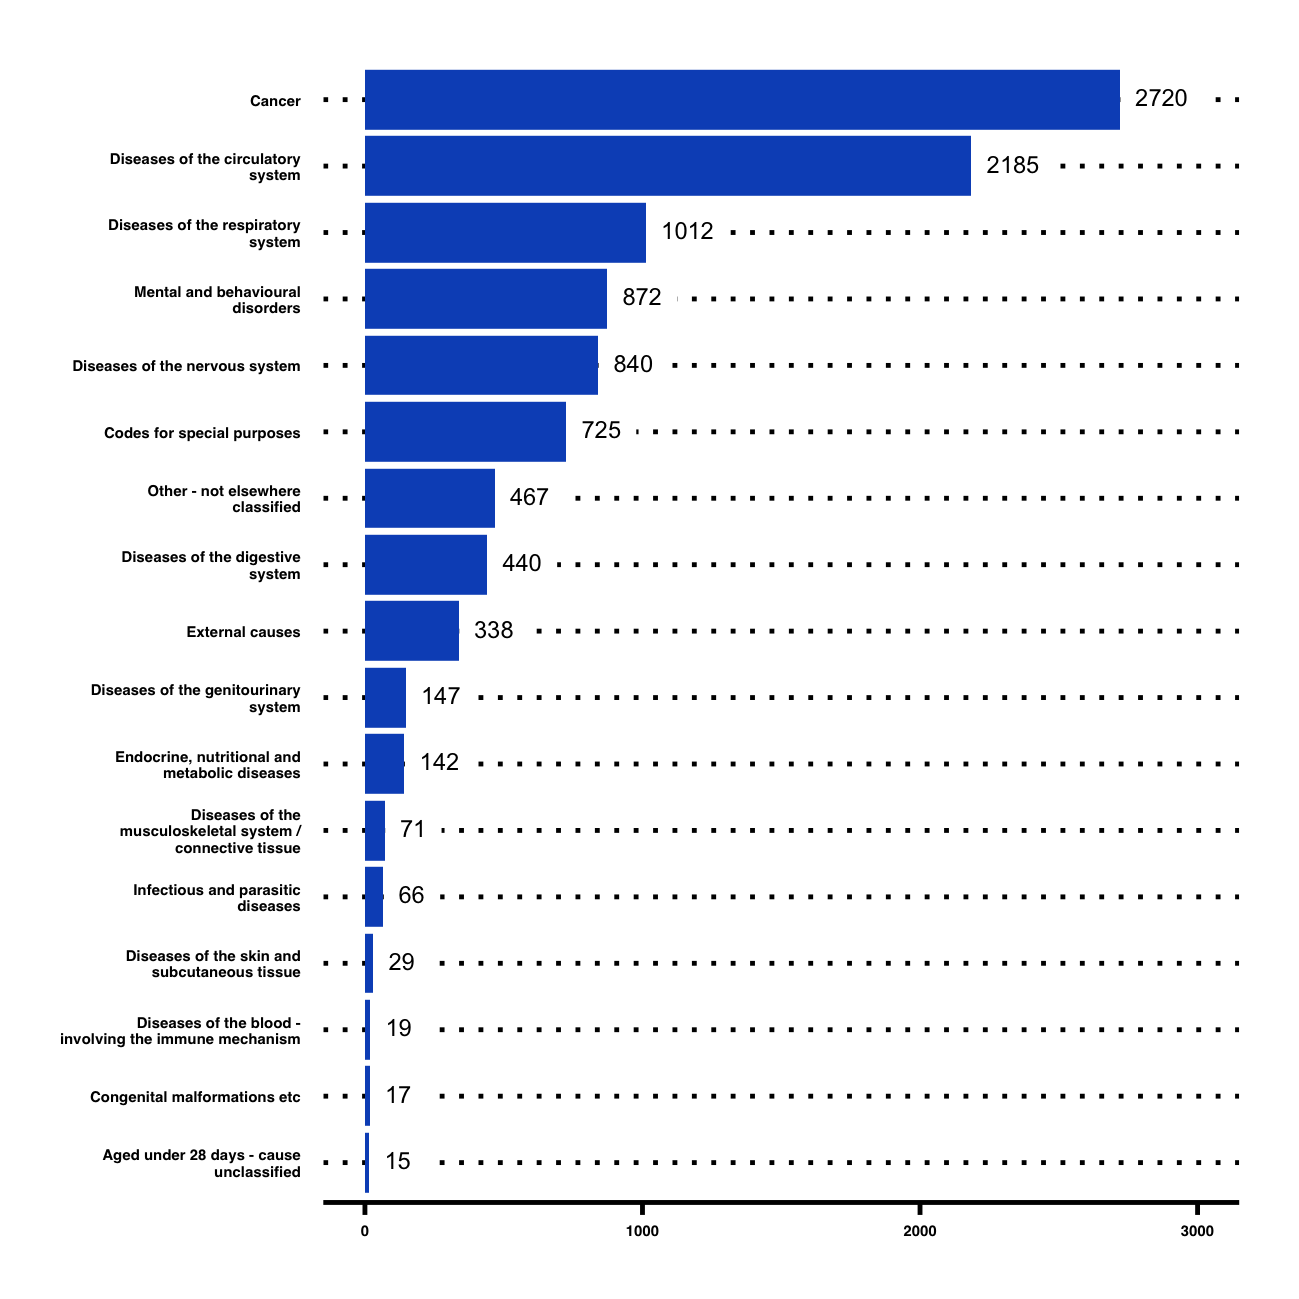 Cancer
2720
Diseases of the circulatory
system
2185
Diseases of the respiratory
system
1012
Mental and behavioural
disorders
872
Diseases of the nervous system
840
Codes for special purposes
725
Other - not elsewhere
classified
467
Diseases of the digestive
system
440
External causes
338
Diseases of the genitourinary
system
147
Endocrine, nutritional and
metabolic diseases
142
Diseases of the
musculoskeletal system /
connective tissue
71
Infectious and parasitic
diseases
66
Diseases of the skin and
subcutaneous tissue
29
Diseases of the blood -
involving the immune mechanism
19
Congenital malformations etc
17
Aged under 28 days - cause
unclassified
15
0 1000 2000 3000